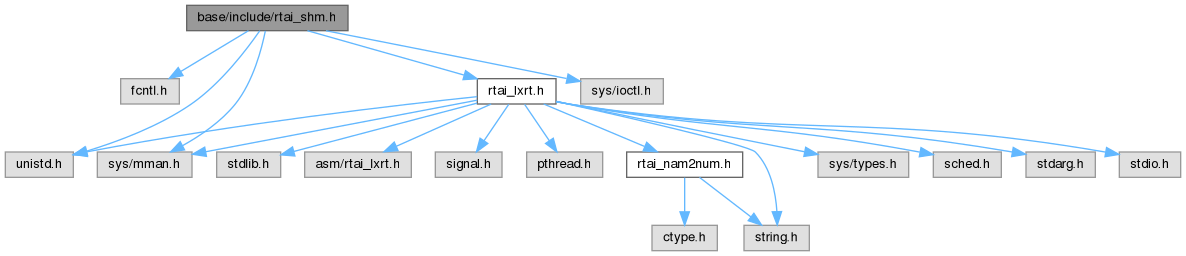 base/include/rtai_shm.h
fcntl.h
rtai_lxrt.h
sys/ioctl.h
unistd.h
sys/mman.h
stdlib.h
asm/rtai_lxrt.h
signal.h
pthread.h
rtai_nam2num.h
sys/types.h
sched.h
stdarg.h
stdio.h
ctype.h
string.h